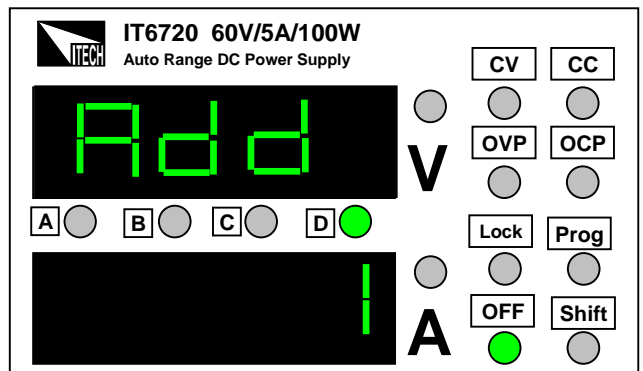 ITECH
IT6720 60V/5A/100W
Auto Range DC Power Supply
CV CC
Add
V
OVP OCP
A B C D
Lock Prog
1
A
OFF Shift